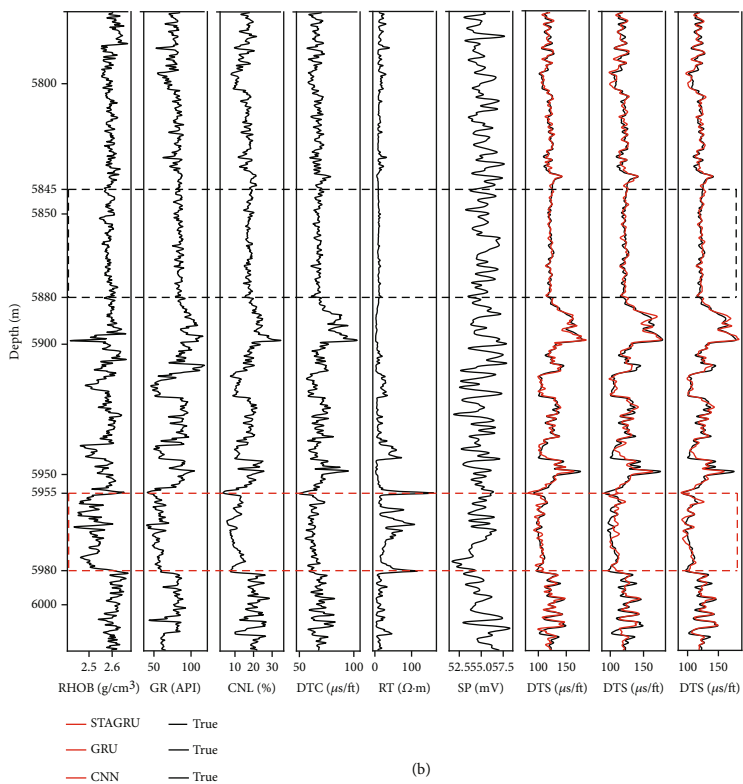 5800
5845
5850
5880
5900
5950
5955
5980
6000
Depth (m)
2.5 2.6 50 100 10 20 30 50 100 0 100 52.555.057.5 100 150 100 150 100 150
RHOB (g/cm³) GR (API) CNL (%) DTC (μs/ft) RT (Ω·m) SP (mV) DTS (μs/ft) DTS (μs/ft) DTS (μs/ft)
STAGRU True
GRU True
CNN True
(b)